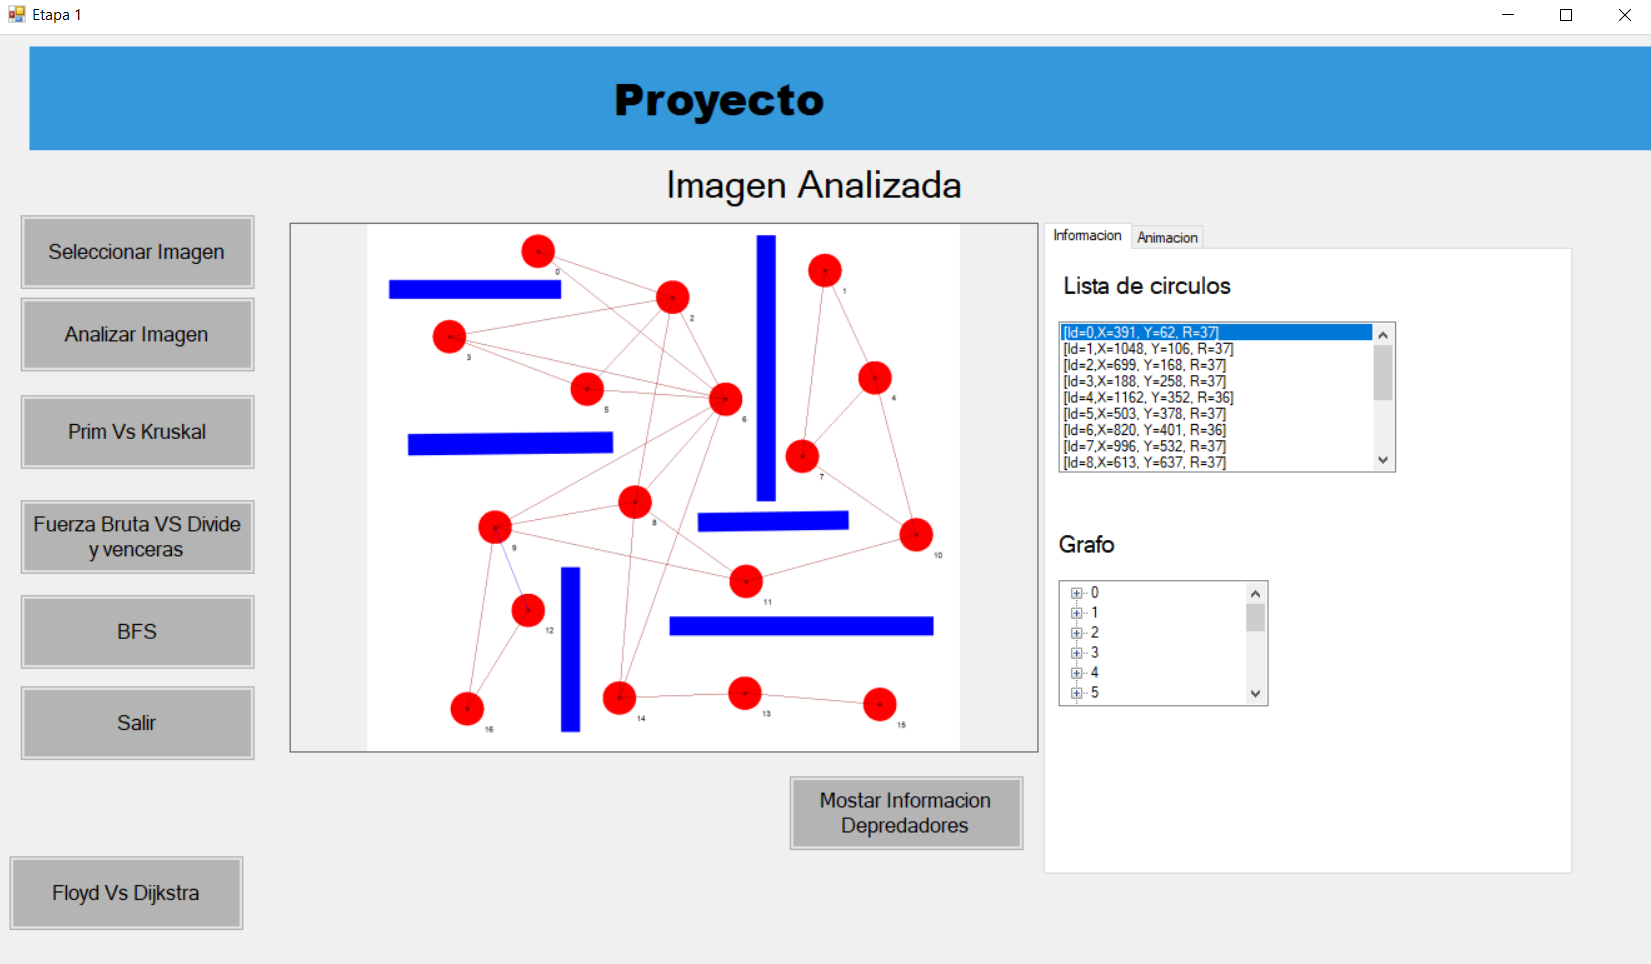 Etapa 1
Proyecto
Imagen Analizada
Seleccionar Imagen
Analizar Imagen
Prim Vs Kruskal
Fuerza Bruta VS Divide
y venceras
BFS
Salir
Floyd Vs Dijkstra
0
1
2
3
4
5
6
7
8
9
10
11
12
13
14
15
16
Mostar Informacion
Depredadores
Informacion
Animacion
Lista de circulos
[Id=0,X=391, Y=62, R=37]
[Id=1,X=1048, Y=106, R=37]
[Id=2,X=699, Y=168, R=37]
[Id=3,X=188, Y=258, R=37]
[Id=4,X=1162, Y=352, R=36]
[Id=5,X=503, Y=378, R=37]
[Id=6,X=820, Y=401, R=36]
[Id=7,X=996, Y=532, R=37]
[Id=8,X=613, Y=637, R=37]
Grafo
0
1
2
3
4
5